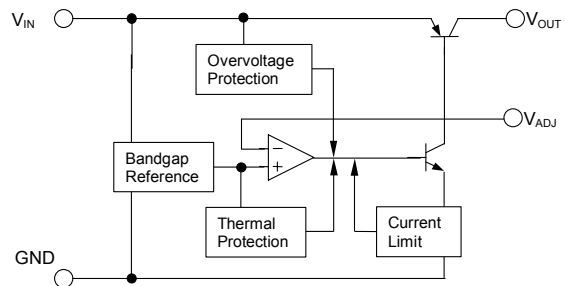 VIN
VOUT
Overvoltage
Protection
VADJ
−
+
Bandgap
Reference
Thermal
Protection
Current
Limit
GND